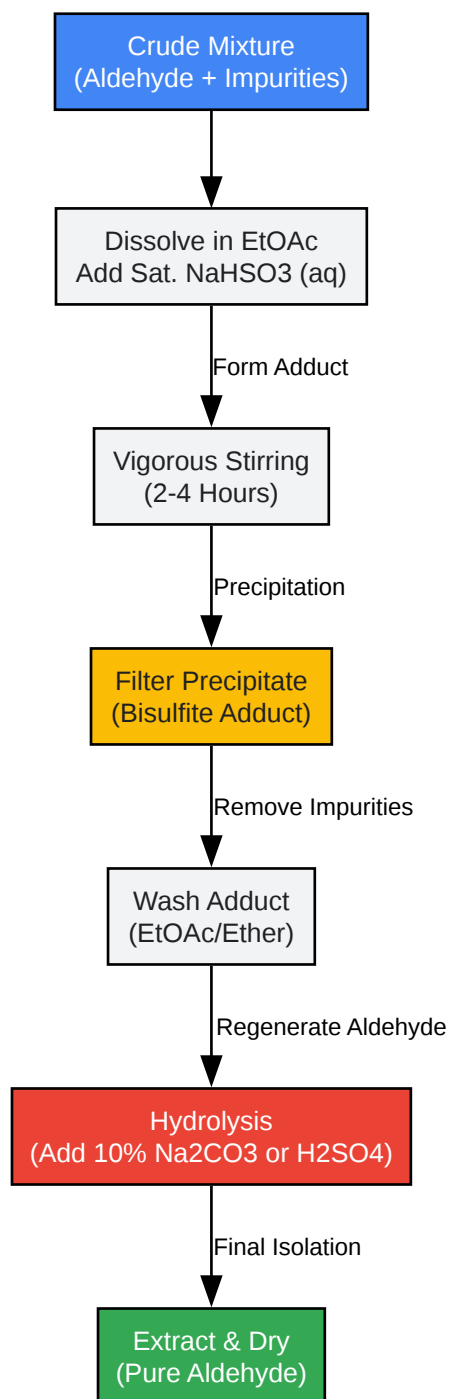 Crude Mixture
(Aldehyde + Impurities)
Dissolve in EtOAc
Add Sat. NaHSO3 (aq)
Form Adduct
Vigorous Stirring
(2-4 Hours)
Precipitation
Filter Precipitate
(Bisulfite Adduct)
Remove Impurities
Wash Adduct
(EtOAc/Ether)
Regenerate Aldehyde
Hydrolysis
(Add 10% Na2CO3 or H2SO4)
Final Isolation
Extract & Dry
(Pure Aldehyde)